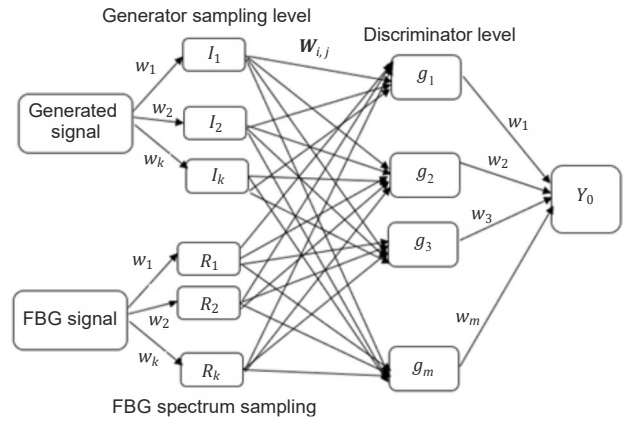 Generator sampling level
Discriminator level
W_{i,j}
I_1
w_1
g_1
Generated
signal
w_2
I_2
w_1
w_k
I_k
g_2
w_2
Y_0
w_3
w_1
R_1
g_3
FBG signal
w_2
R_2
w_m
w_k
R_k
g_m
FBG spectrum sampling